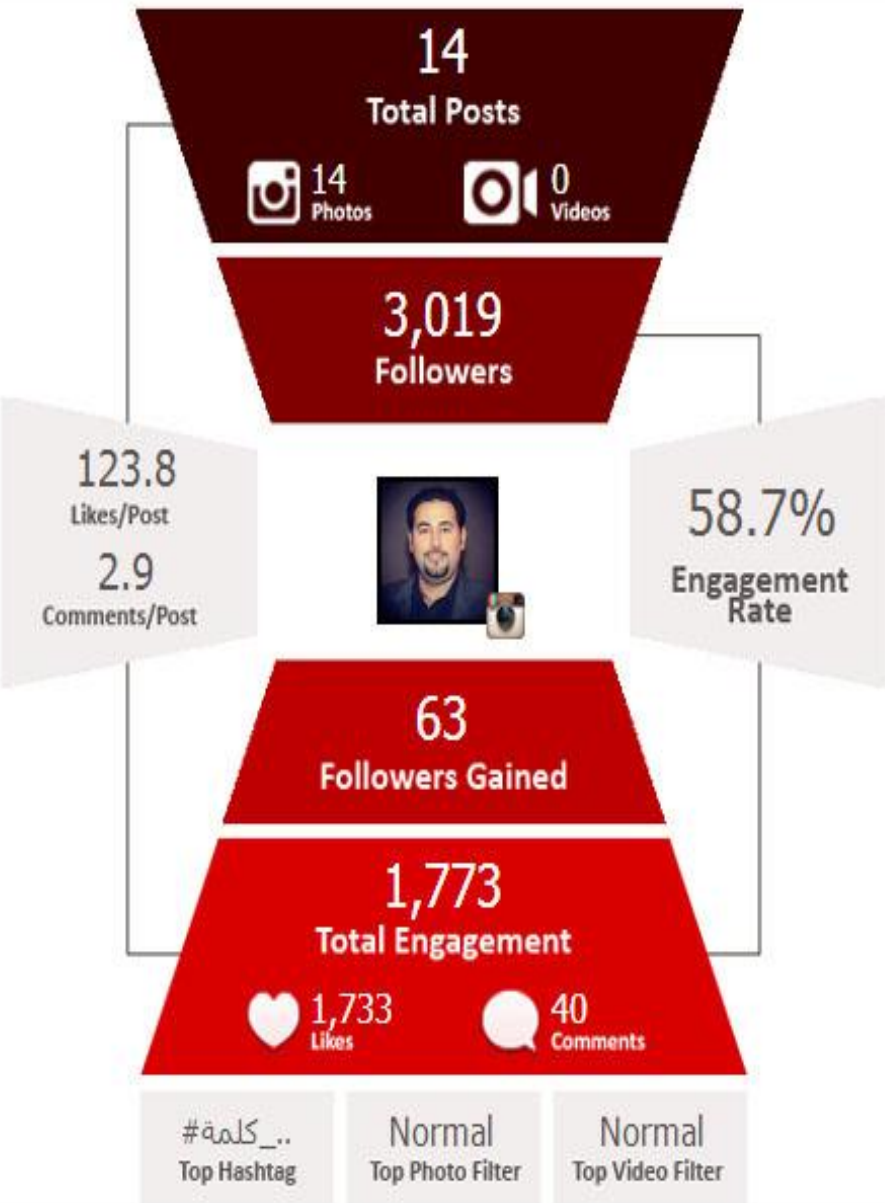 14
Total Posts
14
Photos
0
Videos
3,019
Followers
123.8
Likes/Post
2.9
Comments/Post
58.7%
Engagement
Rate
63
Followers Gained
1,773
Total Engagement
1,733
Likes
40
Comments
#كلمة_..
Top Hashtag
Normal
Top Photo Filter
Normal
Top Video Filter